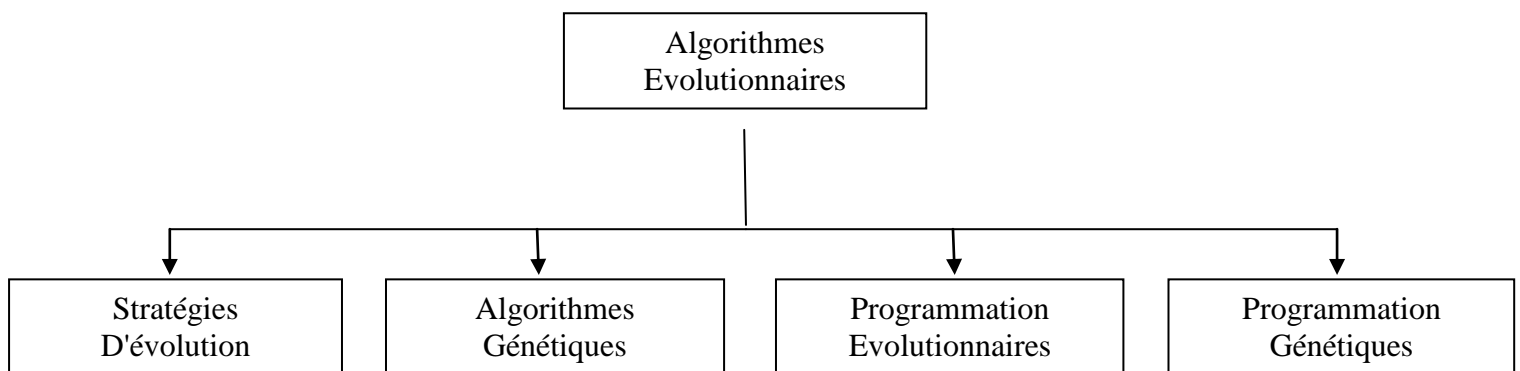 Algorithmes
Evolutionnaires
Stratégies
D'évolution
Algorithmes
Génétiques
Programmation
Evolutionnaires
Programmation
Génétiques